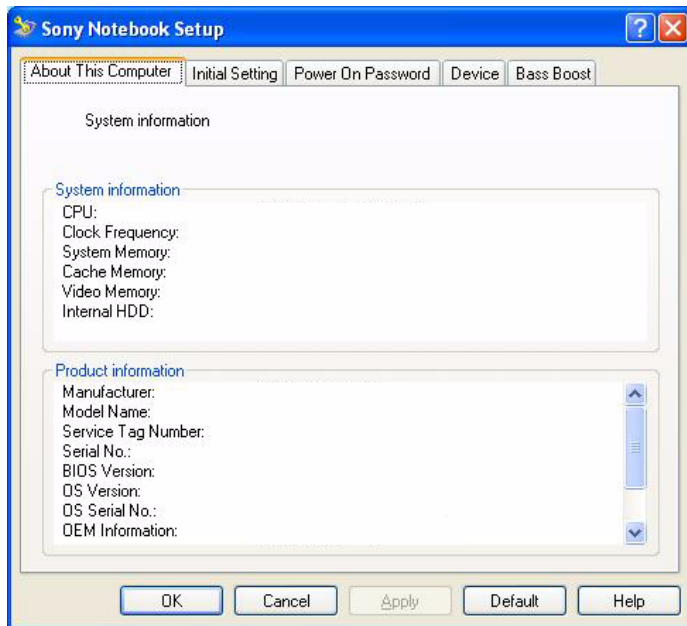 Sony Notebook Setup
About This Computer Initial Setting Power On Password Device Bass Boost
System information
System information
CPU:
Clock Frequency:
System Memory:
Cache Memory:
Video Memory:
Internal HDD:
Product information
Manufacturer:
Model Name:
Service Tag Number:
Serial No.:
BIOS Version:
OS Version:
OS Serial No.:
OEM Information:
OK Cancel Apply Default Help